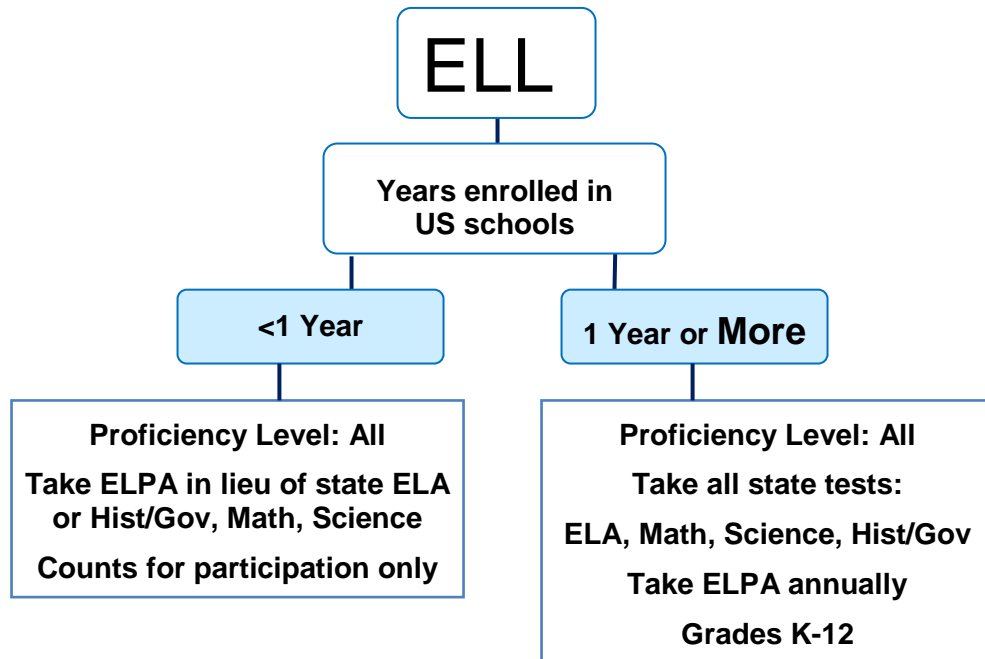 ELL
Years enrolled in
US schools
<1 Year
1 Year or More
Proficiency Level: All
Take ELPA in lieu of state ELA
or Hist/Gov, Math, Science
Counts for participation only
Proficiency Level: All
Take all state tests:
ELA, Math, Science, Hist/Gov
Take ELPA annually
Grades K-12